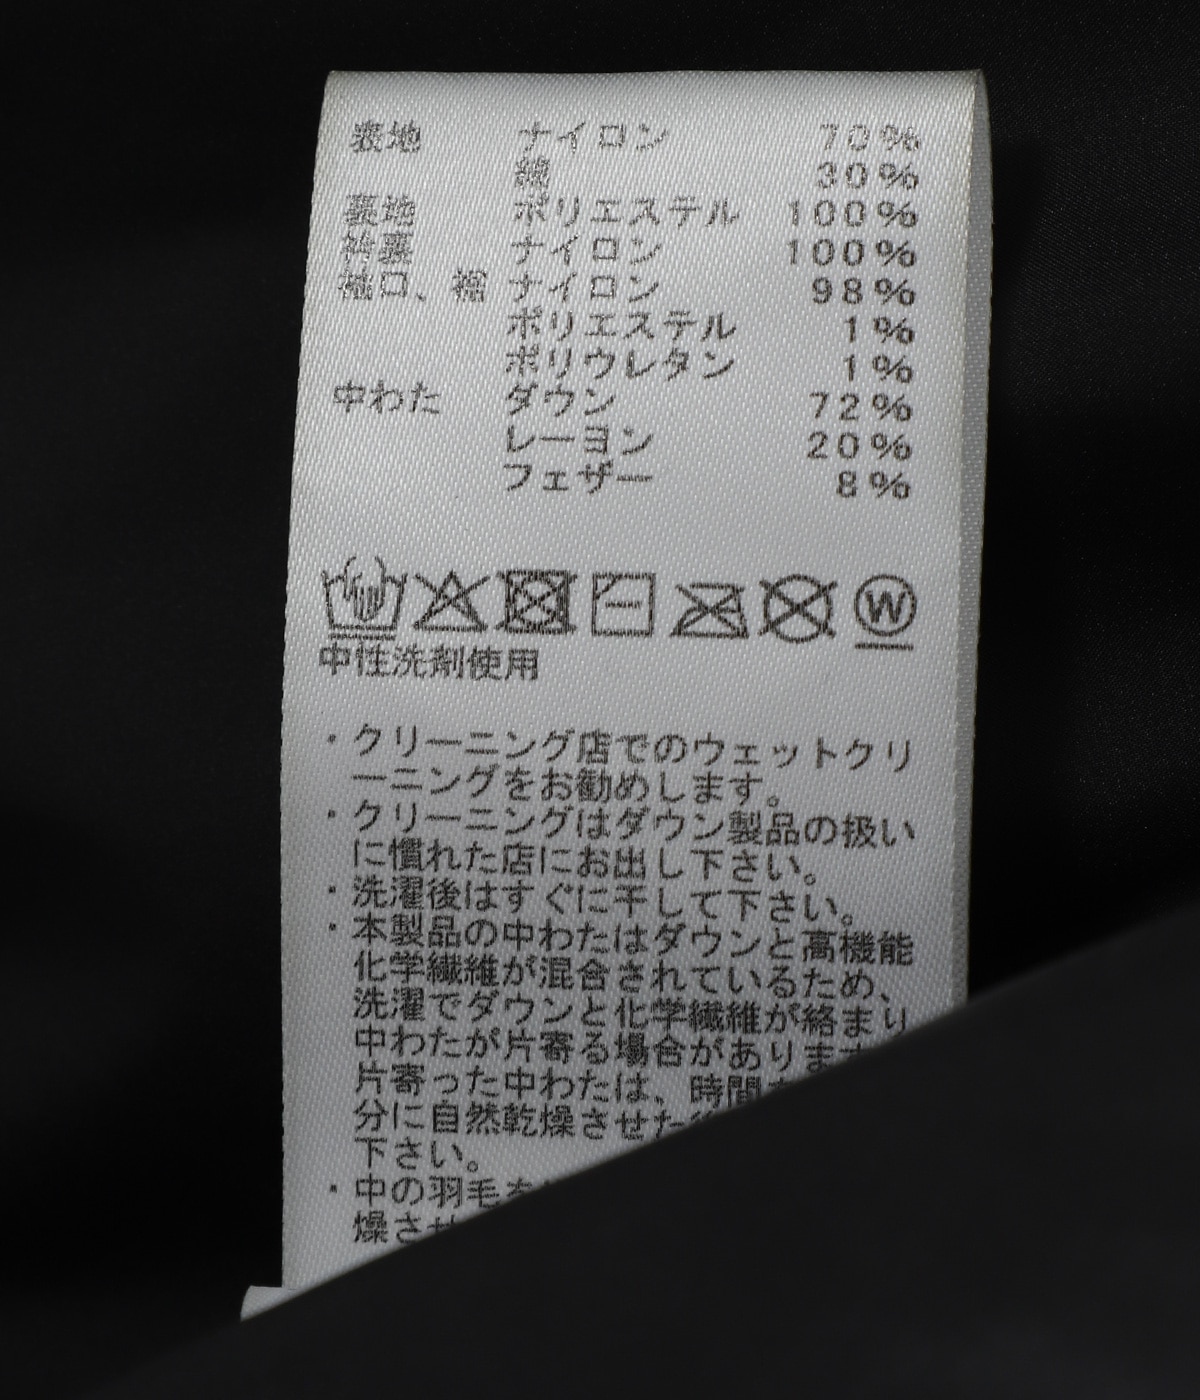 表地 ナイロン 70%
綿 30%
裏地 ポリエステル 100%
衿裏 ナイロン 100%
袖口、裾 ナイロン 98%
ポリエステル 1%
ポリウレタン 1%
中わた ダウン 72%
レーヨン 20%
フェザー 8%
W
中性洗剤使用
・クリーニング店でのウェットクリ
ーニングをお勧めします。
・クリーニングはダウン製品の扱い
に慣れた店にお出し下さい。
・洗濯後はすぐに干して下さい。
・本製品の中わたはダウンと高機能
化学繊維が混合されているため、
洗濯でダウンと化学繊維が絡まり
中わたが片寄る場合がありま
片寄った中わたは、時間
分に自然乾燥させた
下さい。
・中の羽毛を
燥させ